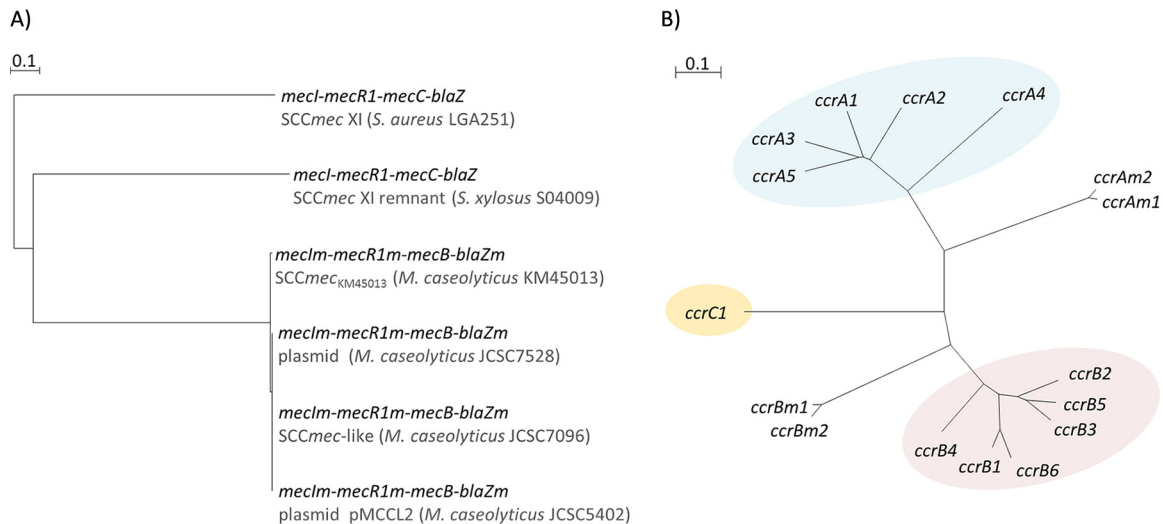 A)
0.1
mecI-mecR1-mecC-blaZ
SCCmec XI (S. aureus LGA251)
mecI-mecR1-mecC-blaZ
SCCmec XI remnant (S. xylosus S04009)
mecIm-mecR1m-mecB-blaZm
SCCmecKM45013 (M. caseolyticus KM45013)
mecIm-mecR1m-mecB-blaZm
plasmid (M. caseolyticus JCSC7528)
mecIm-mecR1m-mecB-blaZm
SCCmec-like (M. caseolyticus JCSC7096)
mecIm-mecR1m-mecB-blaZm
plasmid pMCCL2 (M. caseolyticus JCSC5402)
B)
0.1
ccrA1
ccrA2
ccrA4
ccrA3
ccrA5
ccrAm2
ccrAm1
ccrC1
ccrBm1
ccrBm2
ccrB2
ccrB5
ccrB3
ccrB4
ccrB1
ccrB6